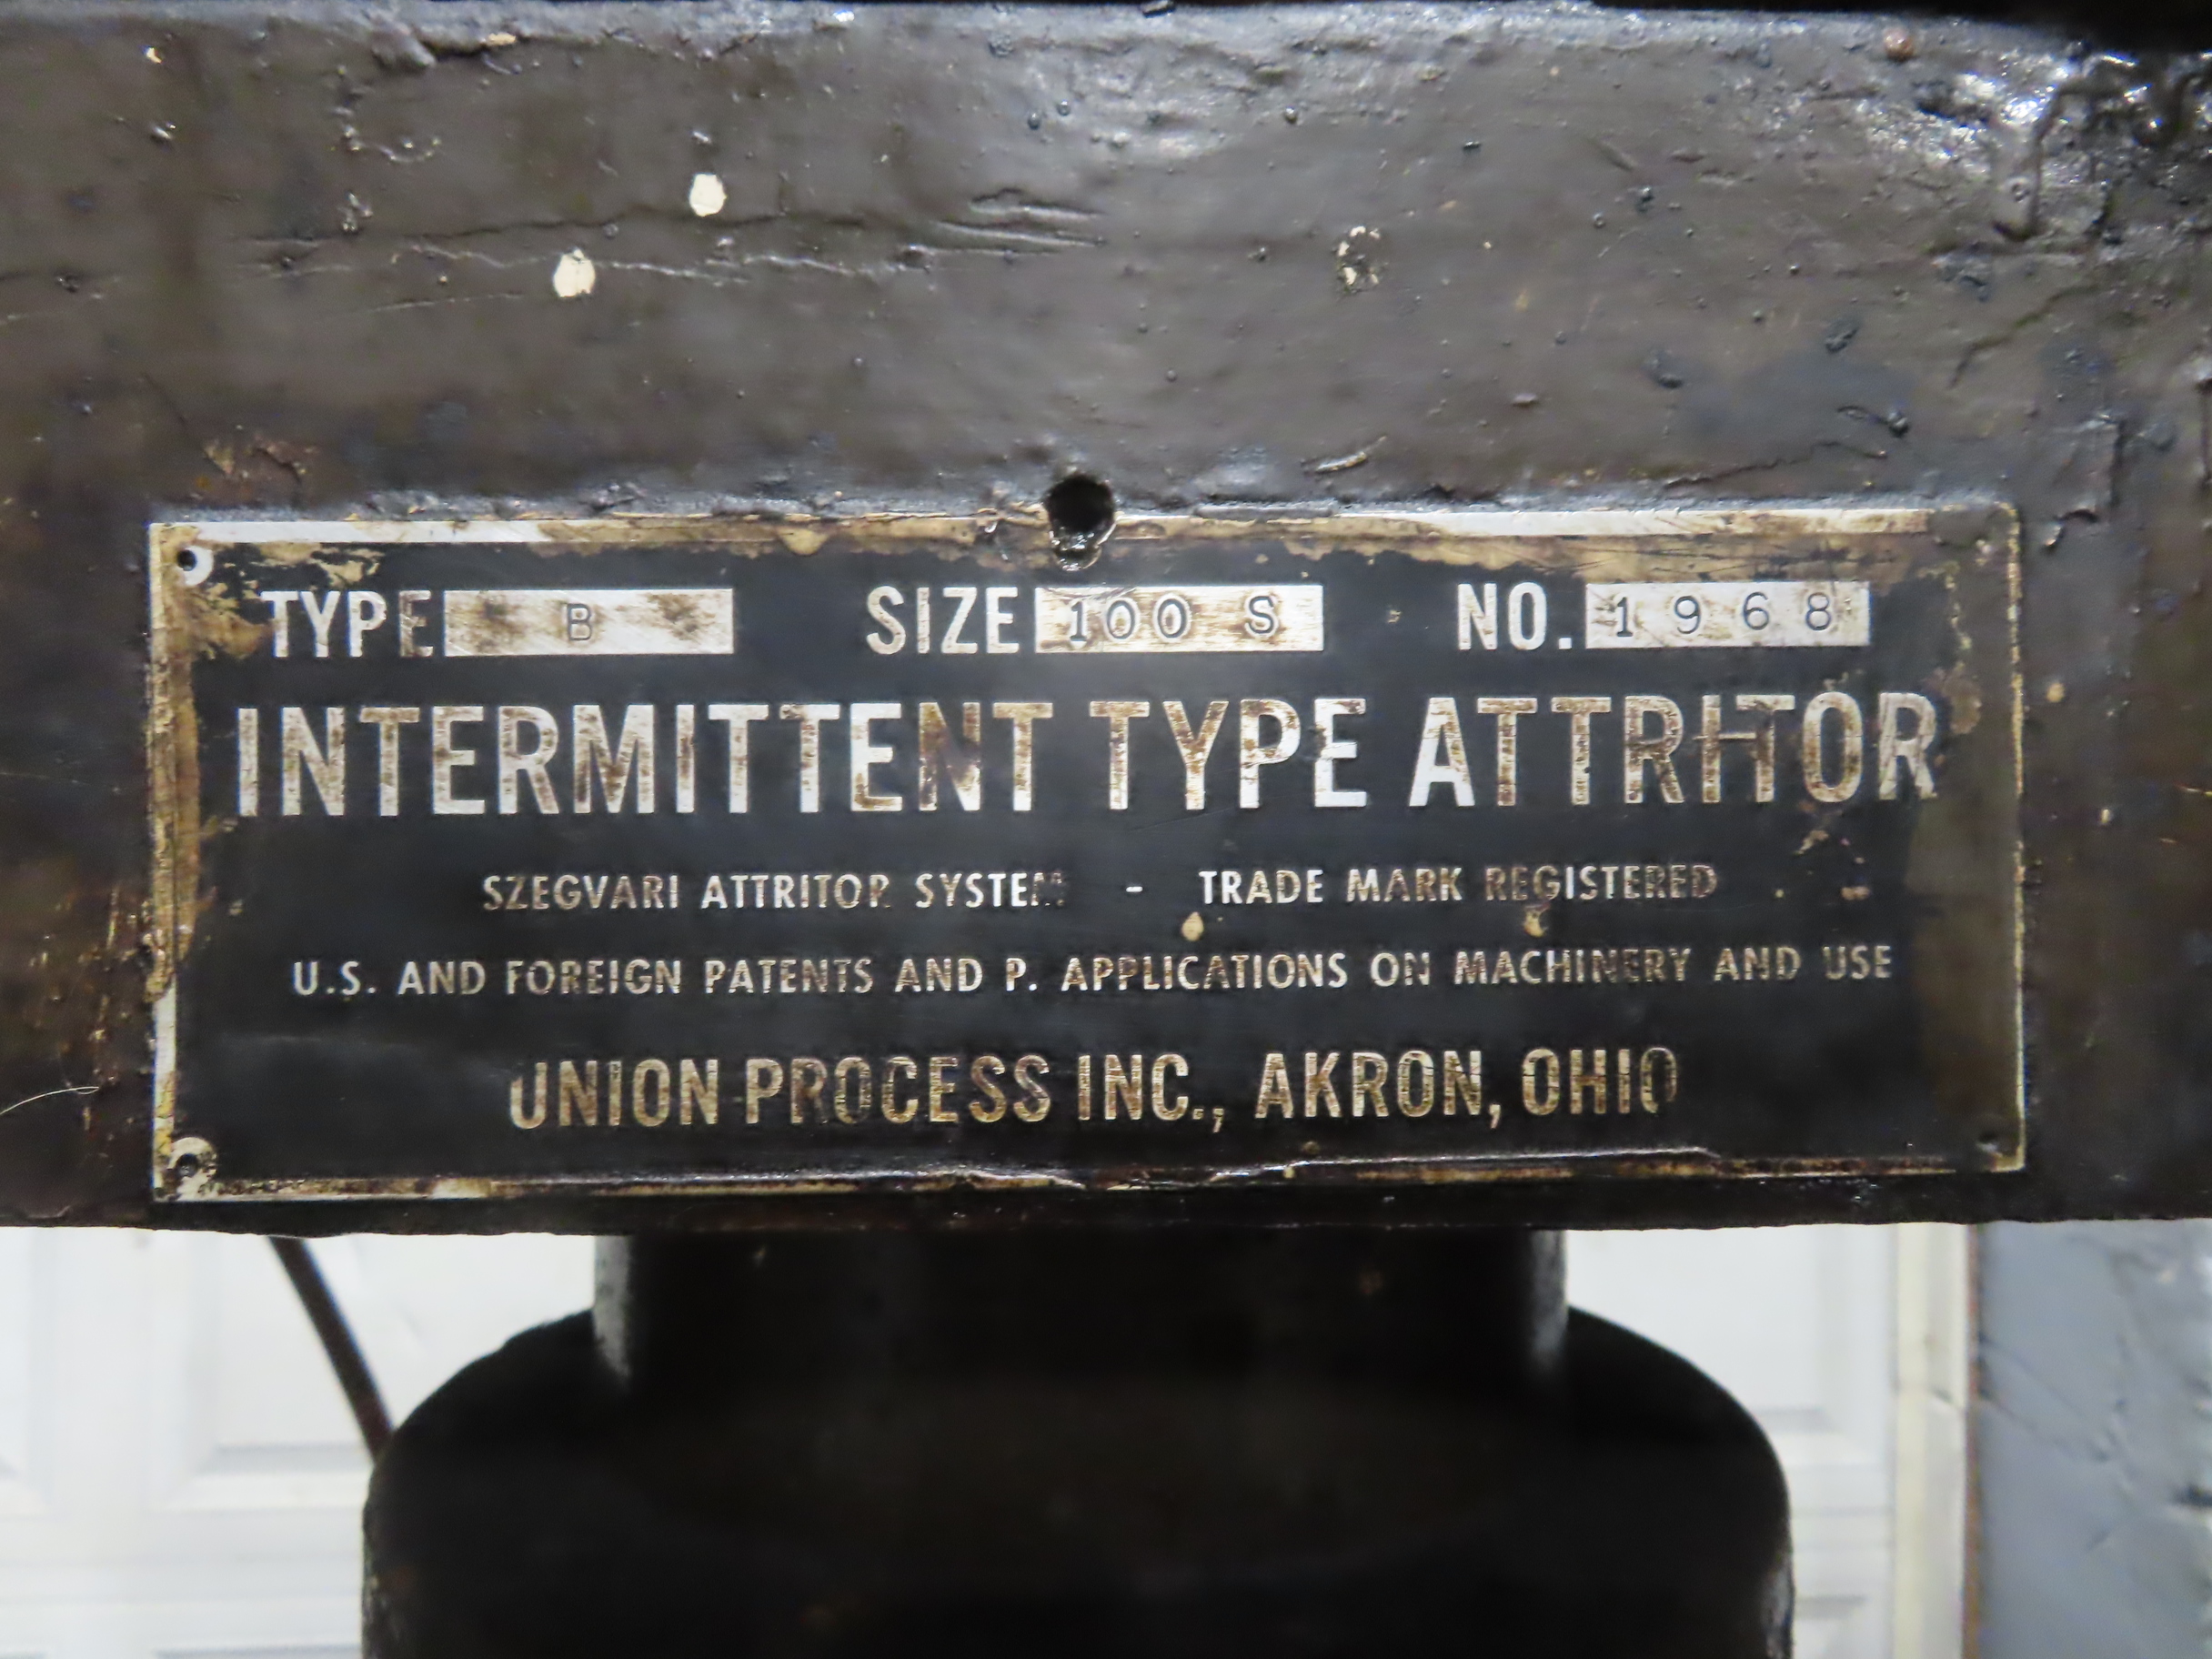 TYPE B SIZE 100 S NO. 1968
INTERMITTENT TYPE ATTRITOR
SZEGVARI ATTRITOR SYSTEM - TRADE MARK REGISTERED
U.S. AND FOREIGN PATENTS AND P. APPLICATIONS ON MACHINERY AND USE
UNION PROCESS INC., AKRON, OHIO